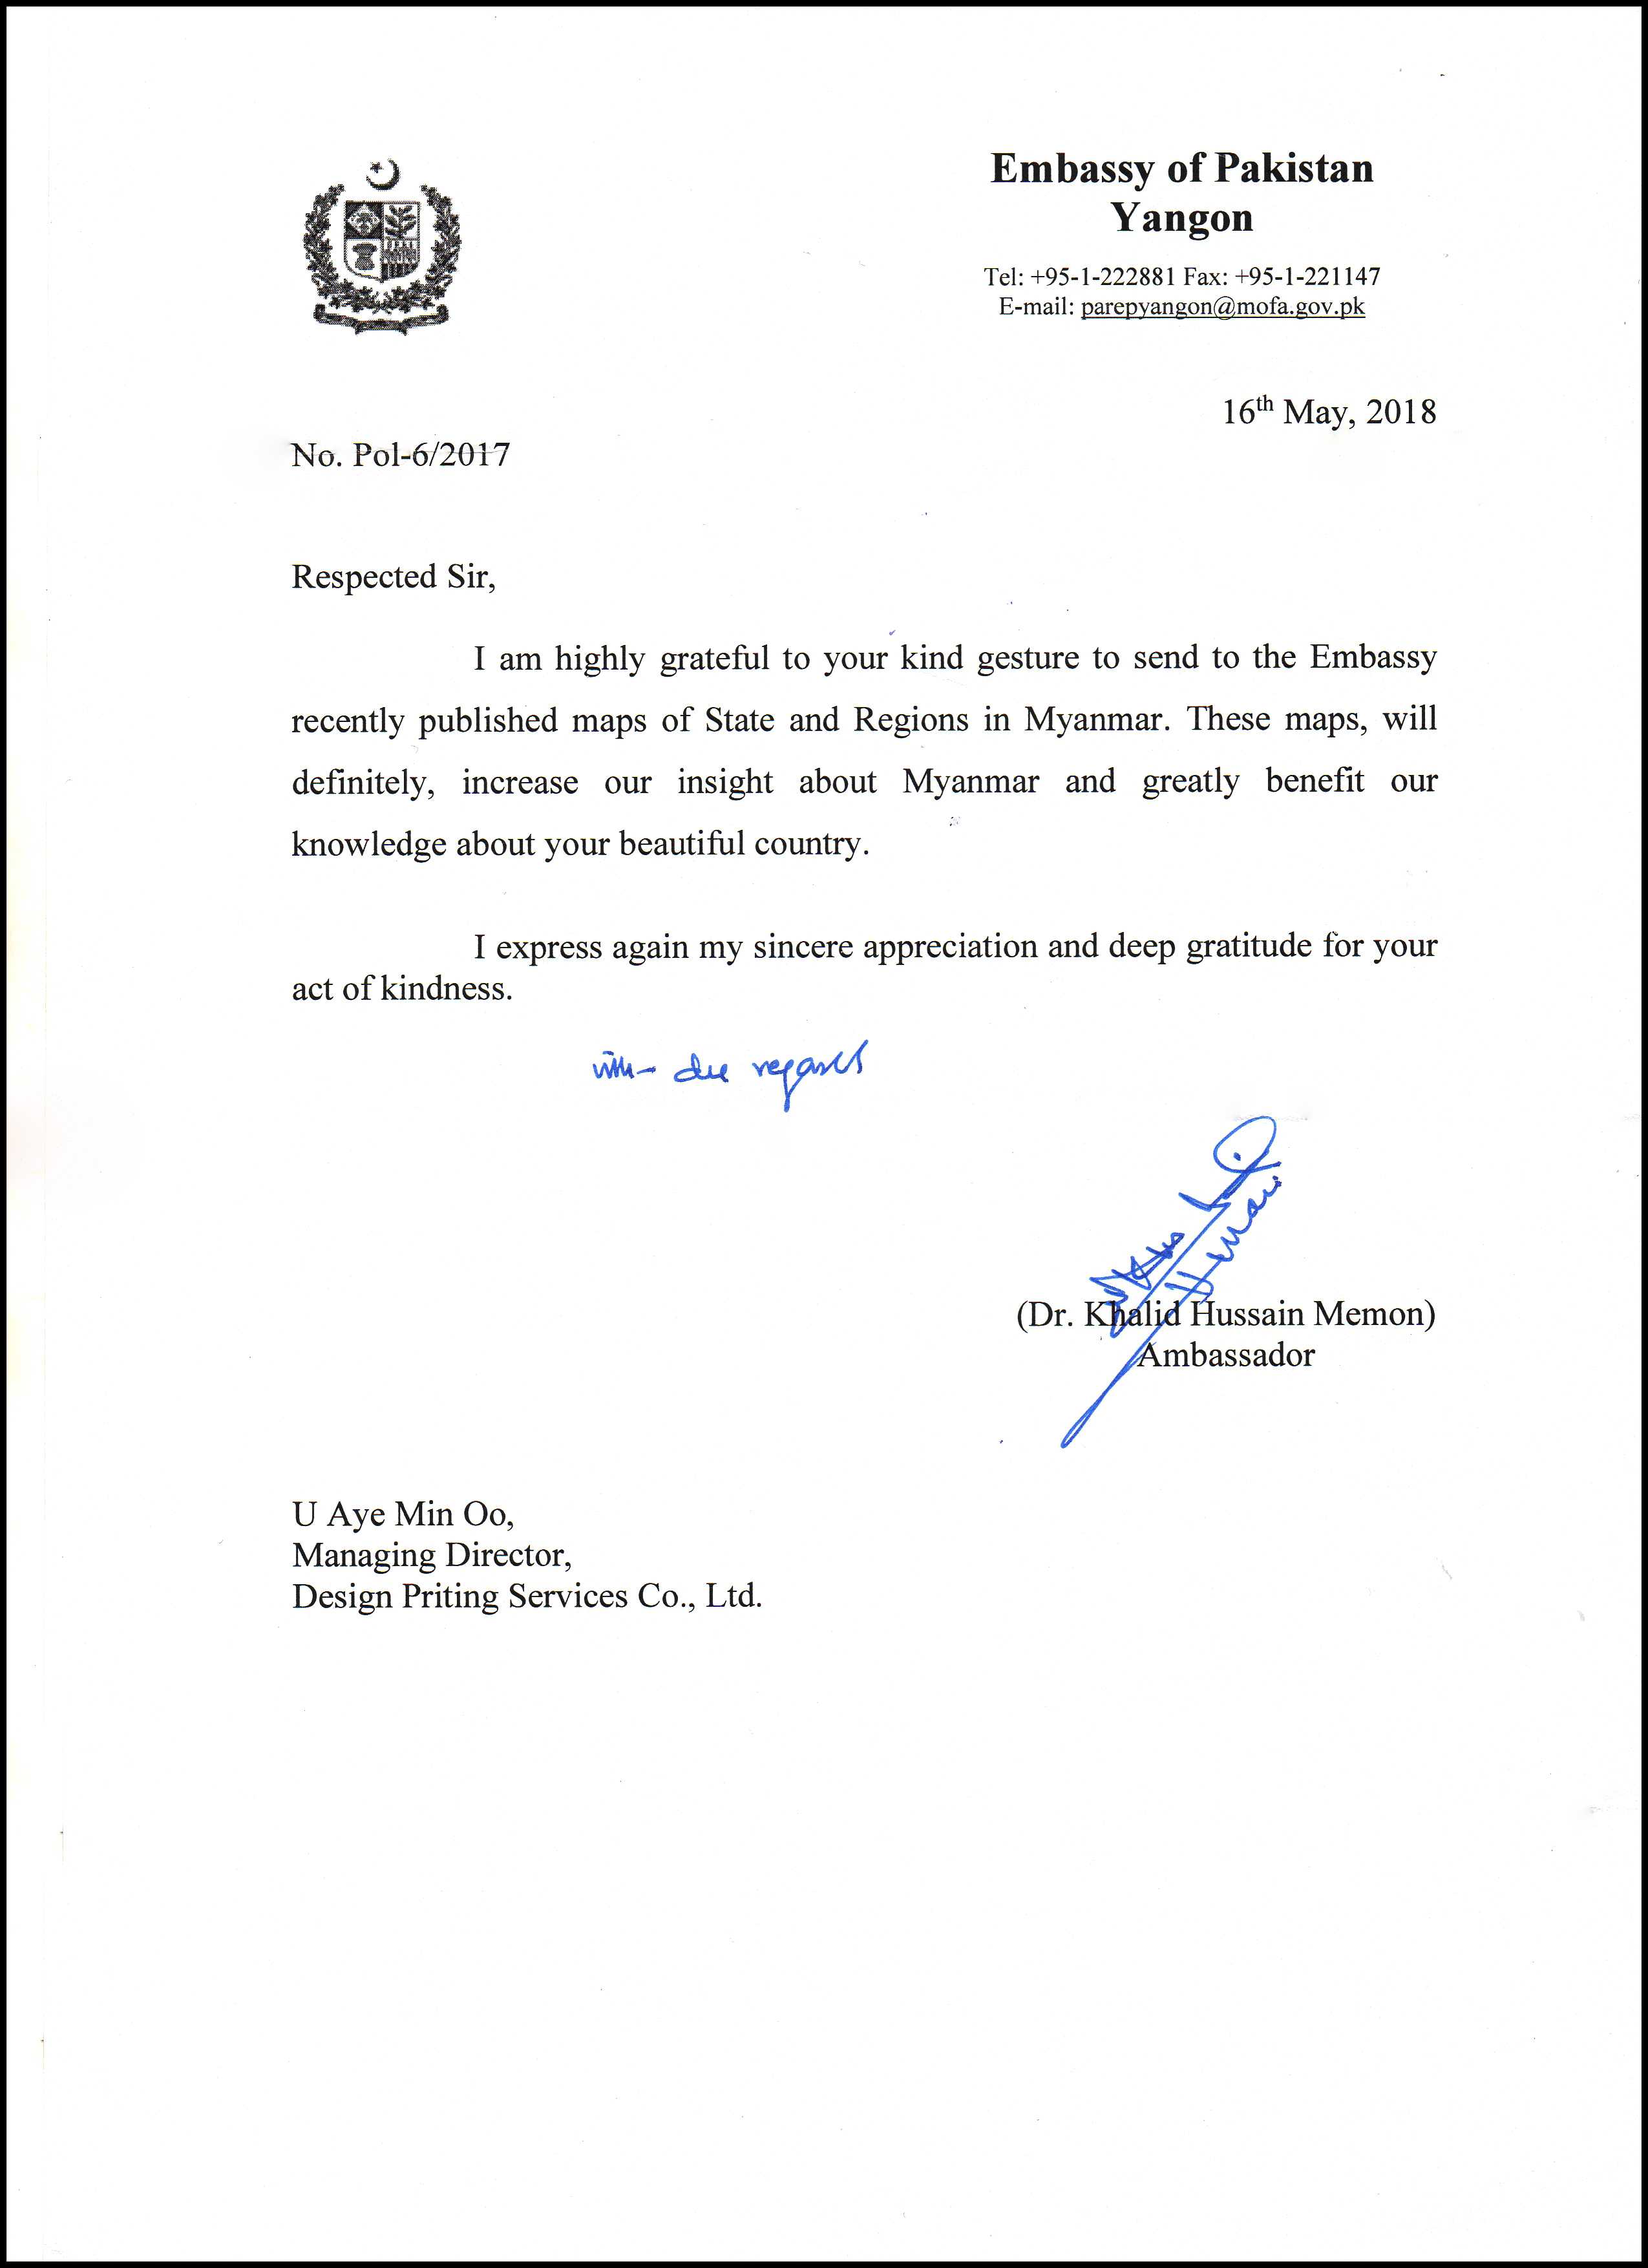 Embassy of Pakistan
Yangon
Tel: +95-1-222881 Fax: +95-1-221147
E-mail: parepyangon@mofa.gov.pk
16th May, 2018
No. Pol-6/2017
Respected Sir,
I am highly grateful to your kind gesture to send to the Embassy
recently published maps of State and Regions in Myanmar. These maps, will
definitely, increase our insight about Myanmar and greatly benefit our
knowledge about your beautiful country.
I express again my sincere appreciation and deep gratitude for your
act of kindness.
with due regards
(Dr. Khalid Hussain Memon)
Ambassador
U Aye Min Oo,
Managing Director,
Design Priting Services Co., Ltd.